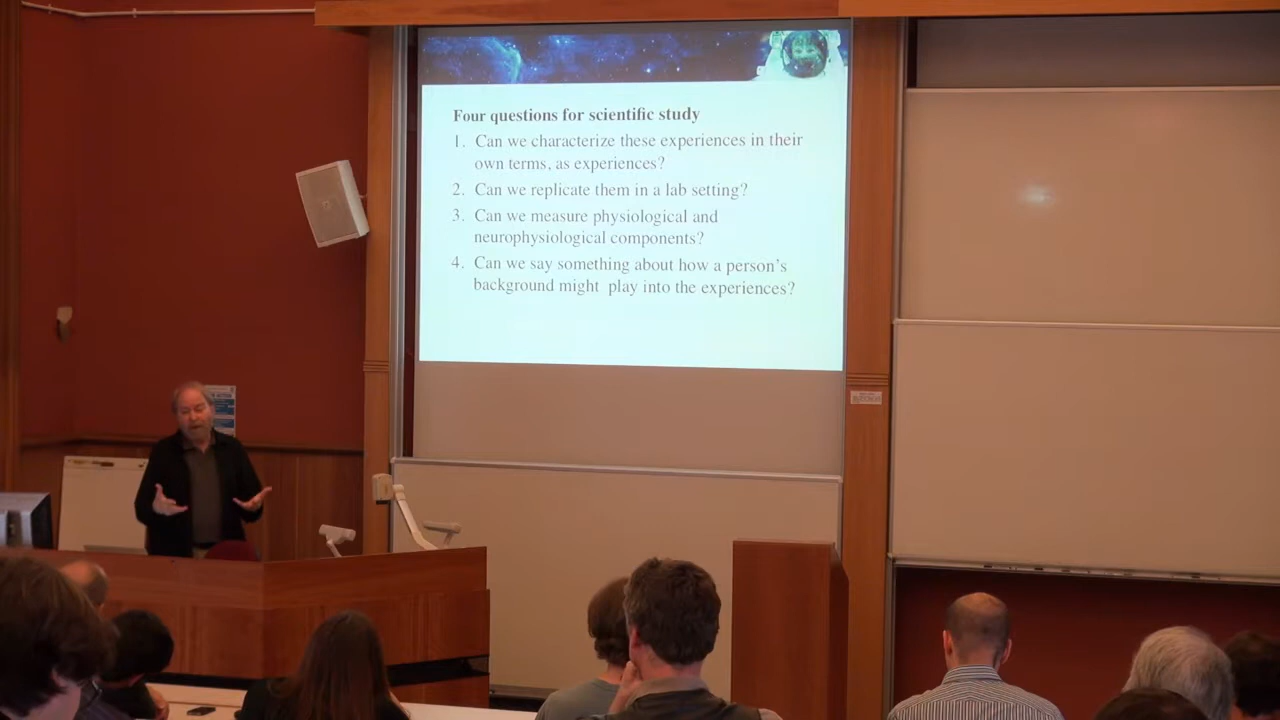 Four questions for scientific study
1. Can we characterize these experiences in their
own terms, as experiences?
2. Can we replicate them in a lab setting?
3. Can we measure physiological and
neurophysiological components?
4. Can we say something about how a person's
background might play into the experiences?